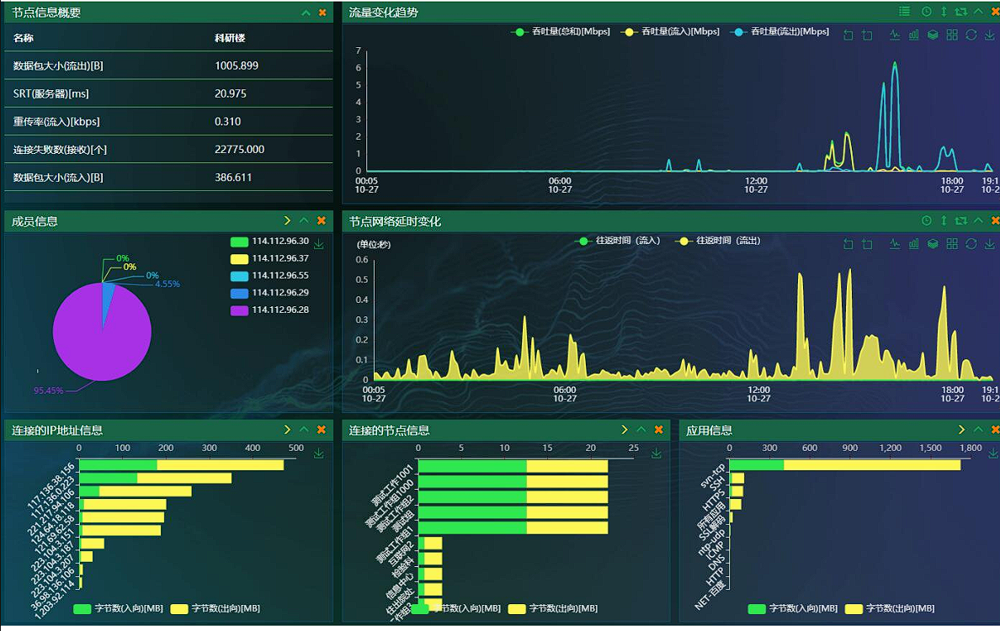 节点信息概要
名称 科研楼
数据包大小(流出)[B] 1005.899
SRT(服务器)[ms] 20.975
重传率(流入)[kbps] 0.310
连接失败数(接收)[个] 22775.000
数据包大小(流入)[B] 386.611
流量变化趋势
吞吐量(总和)[Mbps] 吞吐量(流入)[Mbps] 吞吐量(流出)[Mbps]
7
6
5
4
3
2
1
0
00:05 06:00 12:00 18:00 19:1
10-27 10-27 10-27 10-27 10-2
成员信息
0%
0%
0%
4.55%
95.45%
114.112.96.30
114.112.96.37
114.112.96.55
114.112.96.29
114.112.96.28
节点网络延时变化
(单位:秒)
往返时间（流入） 往返时间（流出）
0.6
0.5
0.4
0.3
0.2
0.1
0
00:05 06:00 12:00 18:00 19:1
10-27 10-27 10-27 10-27 10-2
连接的IP地址信息
0 100 200 300 400 500
117.136.38.156
117.136.0.223
221.217.94.106
124.64.18.118
121.69.10.58
223.104.3.151
223.104.3.187
223.104.3.207
36.98.136.106
1.203.92.114
字节数(入向)[MB] 字节数(出向)[MB]
连接的节点信息
0 5 10 15 20 25
测试工作1001
测试工作组1000
测试工作组2
测试组
测试工作组1
互联网2
检验科
信息中心
住出院处
作组3
字节数(入向)[MB] 字节数(出向)[MB]
应用信息
0 300 600 900 1,200 1,500 1,800
syn-tcp
SSH
HTTPS
所有应用
SSL解码
ntp-udp
ICMP
DNS
HTTP
NET-百度
字节数(入向)[MB] 字节数(出向)[MB]